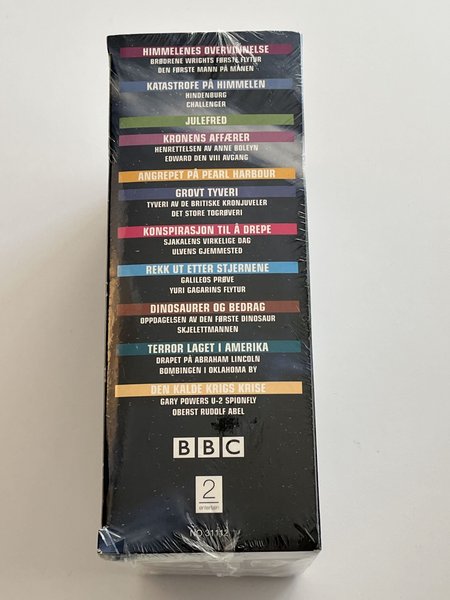 HIMMELENES OVERVINNELSE
BRØDRENE WRIGHTS FØRSTE FLYTUR
DEN FØRSTE MANN PÅ MÅNEN
KATASTROFE PÅ HIMMELEN
HINDENBURG
CHALLENGER
JULEFRED
KRONENS AFFÆRER
HENRETTELSEN AV ANNE BOLEYN
EDWARD DEN VIII AVGANG
ANGREPET PÅ PEARL HARBOUR
GROVT TYVERI
TYVERI AV DE BRITISKE KRONJUVELER
DET STORE TOGRØVERI
KONSPIRASJON TIL Å DREPE
SJAKALENS VIRKELIGE DAG
ULVENS GJEMMESTED
REKK UT ETTER STJERNENE
GALILEOS PRØVE
YURI GAGARINS FLYTUR
DINOSAURER OG BEDRAG
OPPDAGELSEN AV DEN FØRSTE DINOSAUR
SKJELETTMANNEN
TERROR LAGET I AMERIKA
DRAPET PÅ ABRAHAM LINCOLN
BOMBINGEN I OKLAHOMA BY
DEN KALDE KRIGS KRISE
GARY POWERS U-2 SPIONFLY
OBERST RUDOLF ABEL
BBC
2
entertain
NO 31112